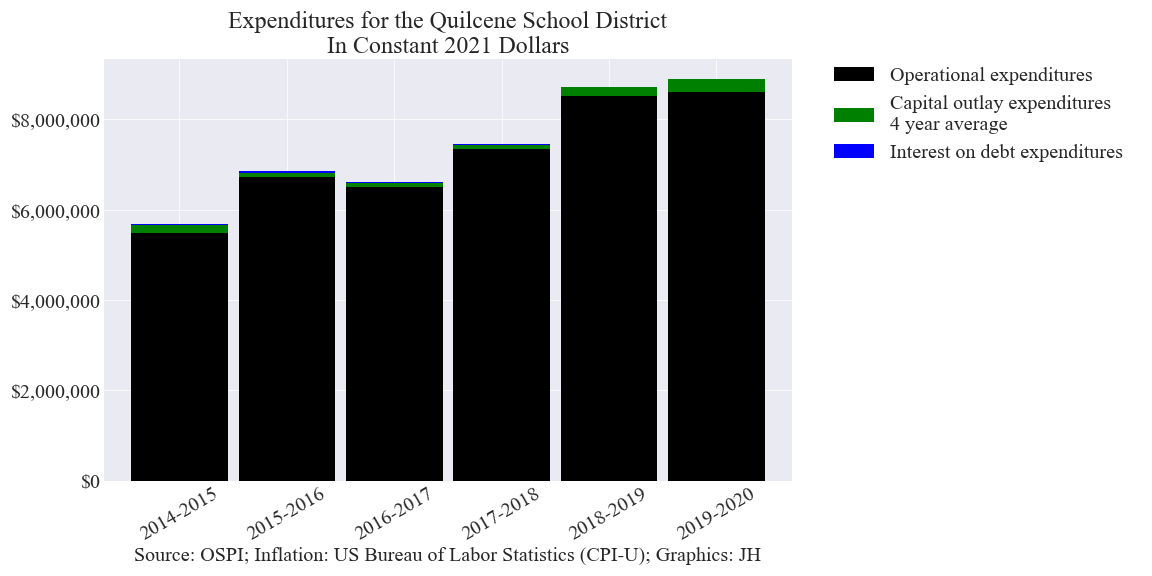 Expenditures for the Quilcene School District
In Constant 2021 Dollars
Operational expenditures
Capital outlay expenditures
4 year average
Interest on debt expenditures
$8,000,000
$6,000,000
$4,000,000
$2,000,000
$0
2014-2015
2015-2016
2016-2017
2017-2018
2018-2019
2019-2020
Source: OSPI; Inflation: US Bureau of Labor Statistics (CPI-U); Graphics: JH